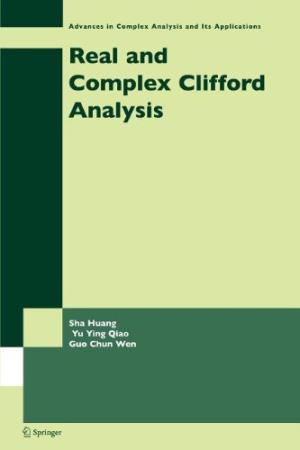 Advances in Complex Analysis and Its Applications
Real and
Complex Clifford
Analysis
Sha Huang
Yu Ying Qiao
Guo Chun Wen
Springer